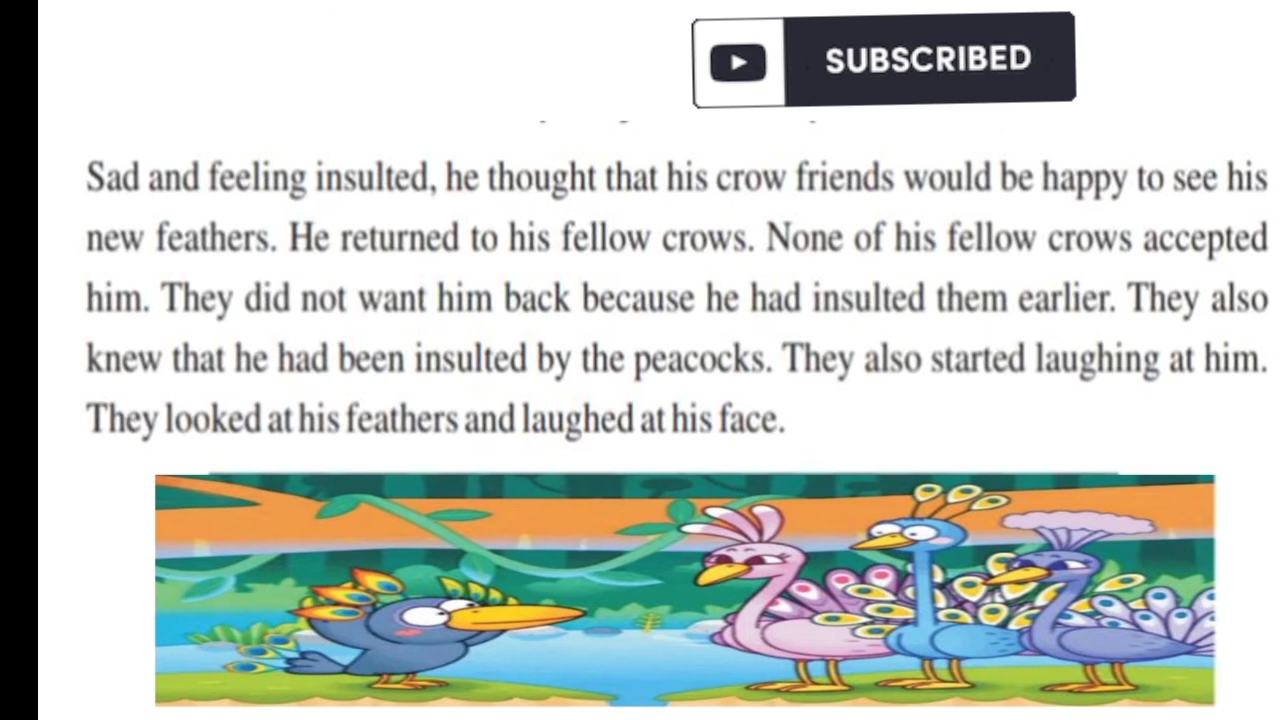 SUBSCRIBED
Sad and feeling insulted, he thought that his crow friends would be happy to see his
new feathers. He returned to his fellow crows. None of his fellow crows accepted
him. They did not want him back because he had insulted them earlier. They also
knew that he had been insulted by the peacocks. They also started laughing at him.
They looked at his feathers and laughed at his face.